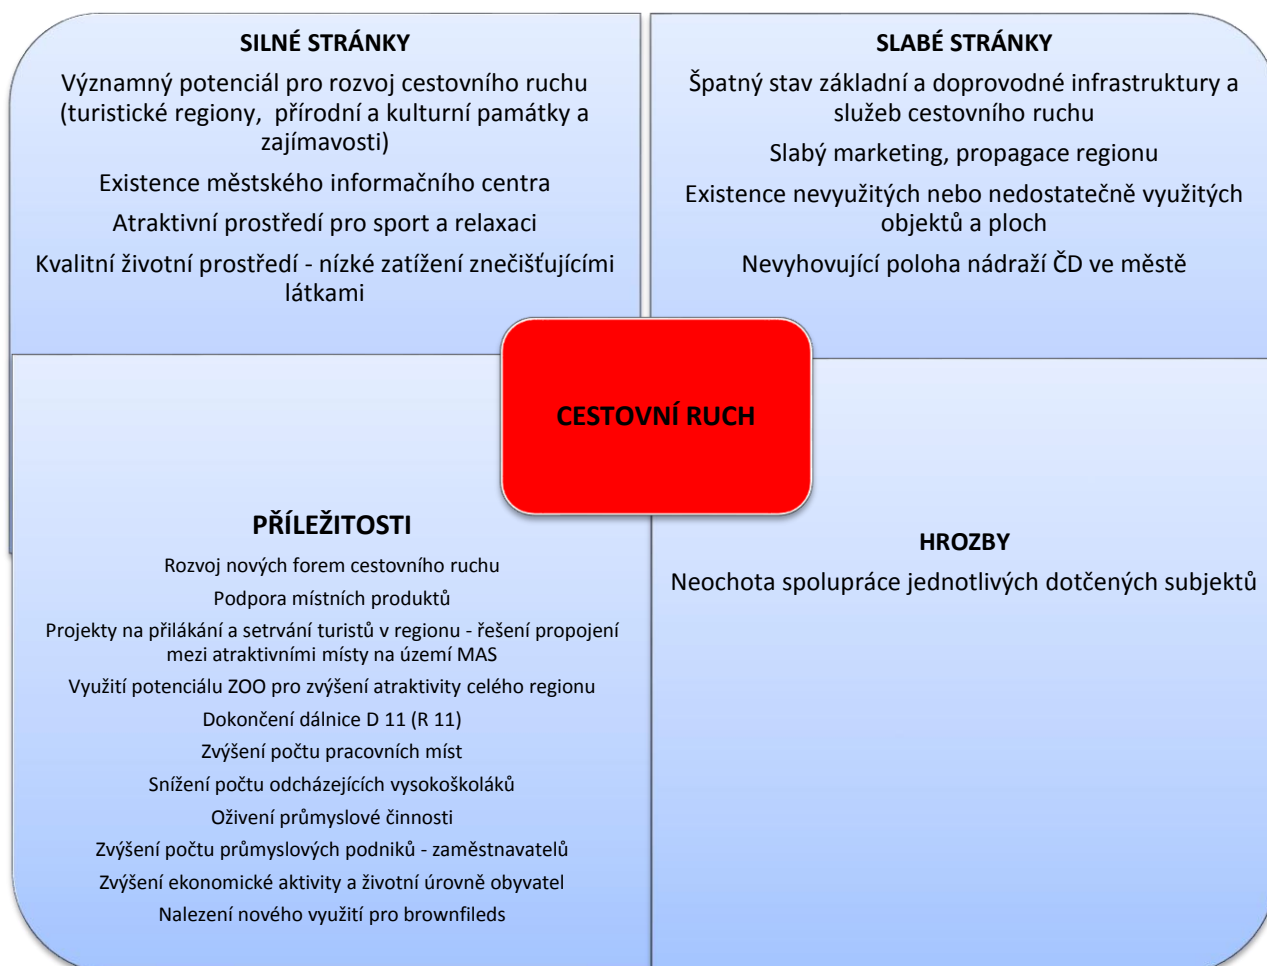 SILNÉ STRÁNKY
Významný potenciál pro rozvoj cestovního ruchu
(turistické regiony, přírodní a kulturní památky a
zajímavosti)
Existence městského informačního centra
Atraktivní prostředí pro sport a relaxaci
Kvalitní životní prostředí - nízké zatížení znečišťujícími
látkami
SLABÉ STRÁNKY
Špatný stav základní a doprovodné infrastruktury a
služeb cestovního ruchu
Slabý marketing, propagace regionu
Existence nevyužitých nebo nedostatečně využitých
objektů a ploch
Nevyhovující poloha nádraží ČD ve městě
CESTOVNÍ RUCH
PŘÍLEŽITOSTI
Rozvoj nových forem cestovního ruchu
Podpora místních produktů
Projekty na přilákání a setrvání turistů v regionu - řešení propojení
mezi atraktivními místy na území MAS
Využití potenciálu ZOO pro zvýšení atraktivity celého regionu
Dokončení dálnice D 11 (R 11)
Zvýšení počtu pracovních míst
Snížení počtu odcházejících vysokoškoláků
Oživení průmyslové činnosti
Zvýšení počtu průmyslových podniků - zaměstnavatelů
Zvýšení ekonomické aktivity a životní úrovně obyvatel
Nalezení nového využití pro brownfileds
HROZBY
Neochota spolupráce jednotlivých dotčených subjektů